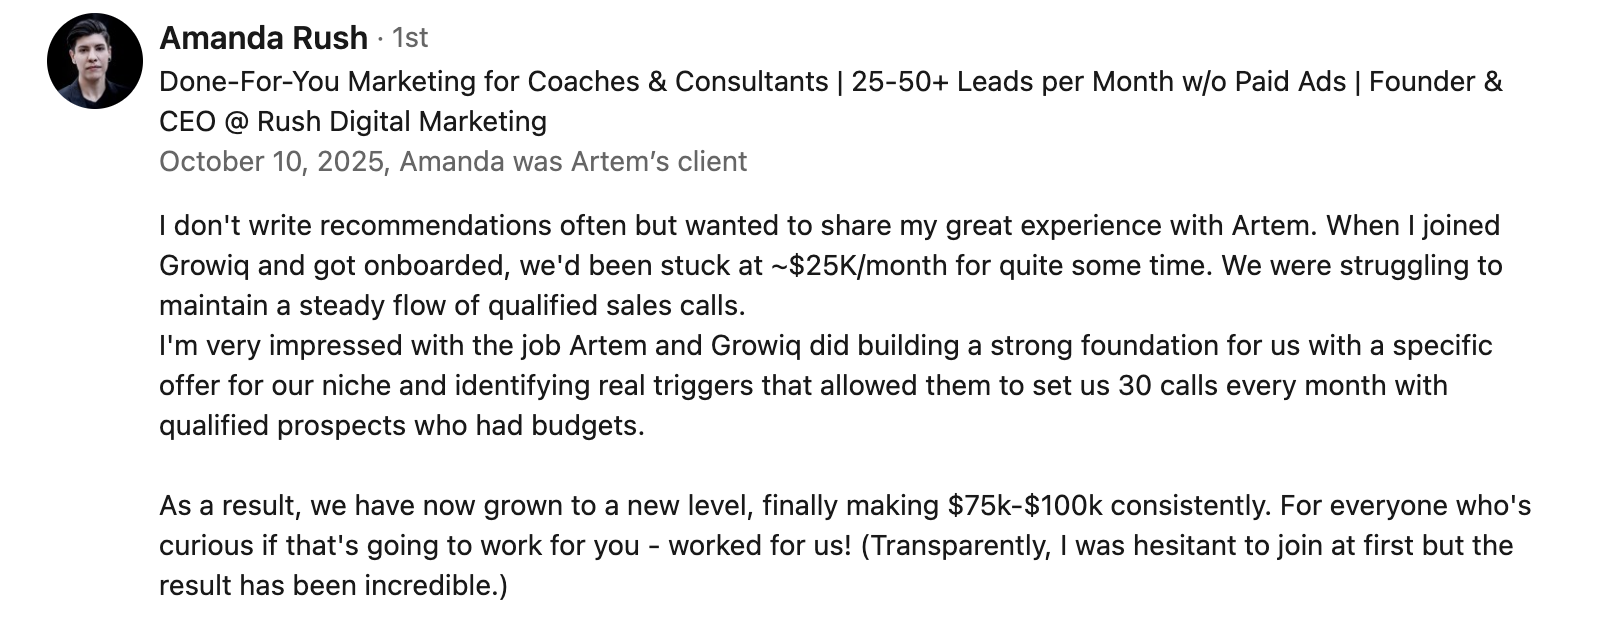 Amanda Rush · 1st
Done-For-You Marketing for Coaches & Consultants | 25-50+ Leads per Month w/o Paid Ads | Founder &
CEO @ Rush Digital Marketing
October 10, 2025, Amanda was Artem’s client
I don't write recommendations often but wanted to share my great experience with Artem. When I joined
Growiq and got onboarded, we'd been stuck at ~$25K/month for quite some time. We were struggling to
maintain a steady flow of qualified sales calls.
I'm very impressed with the job Artem and Growiq did building a strong foundation for us with a specific
offer for our niche and identifying real triggers that allowed them to set us 30 calls every month with
qualified prospects who had budgets.
As a result, we have now grown to a new level, finally making $75k-$100k consistently. For everyone who's
curious if that's going to work for you - worked for us! (Transparently, I was hesitant to join at first but the
result has been incredible.)